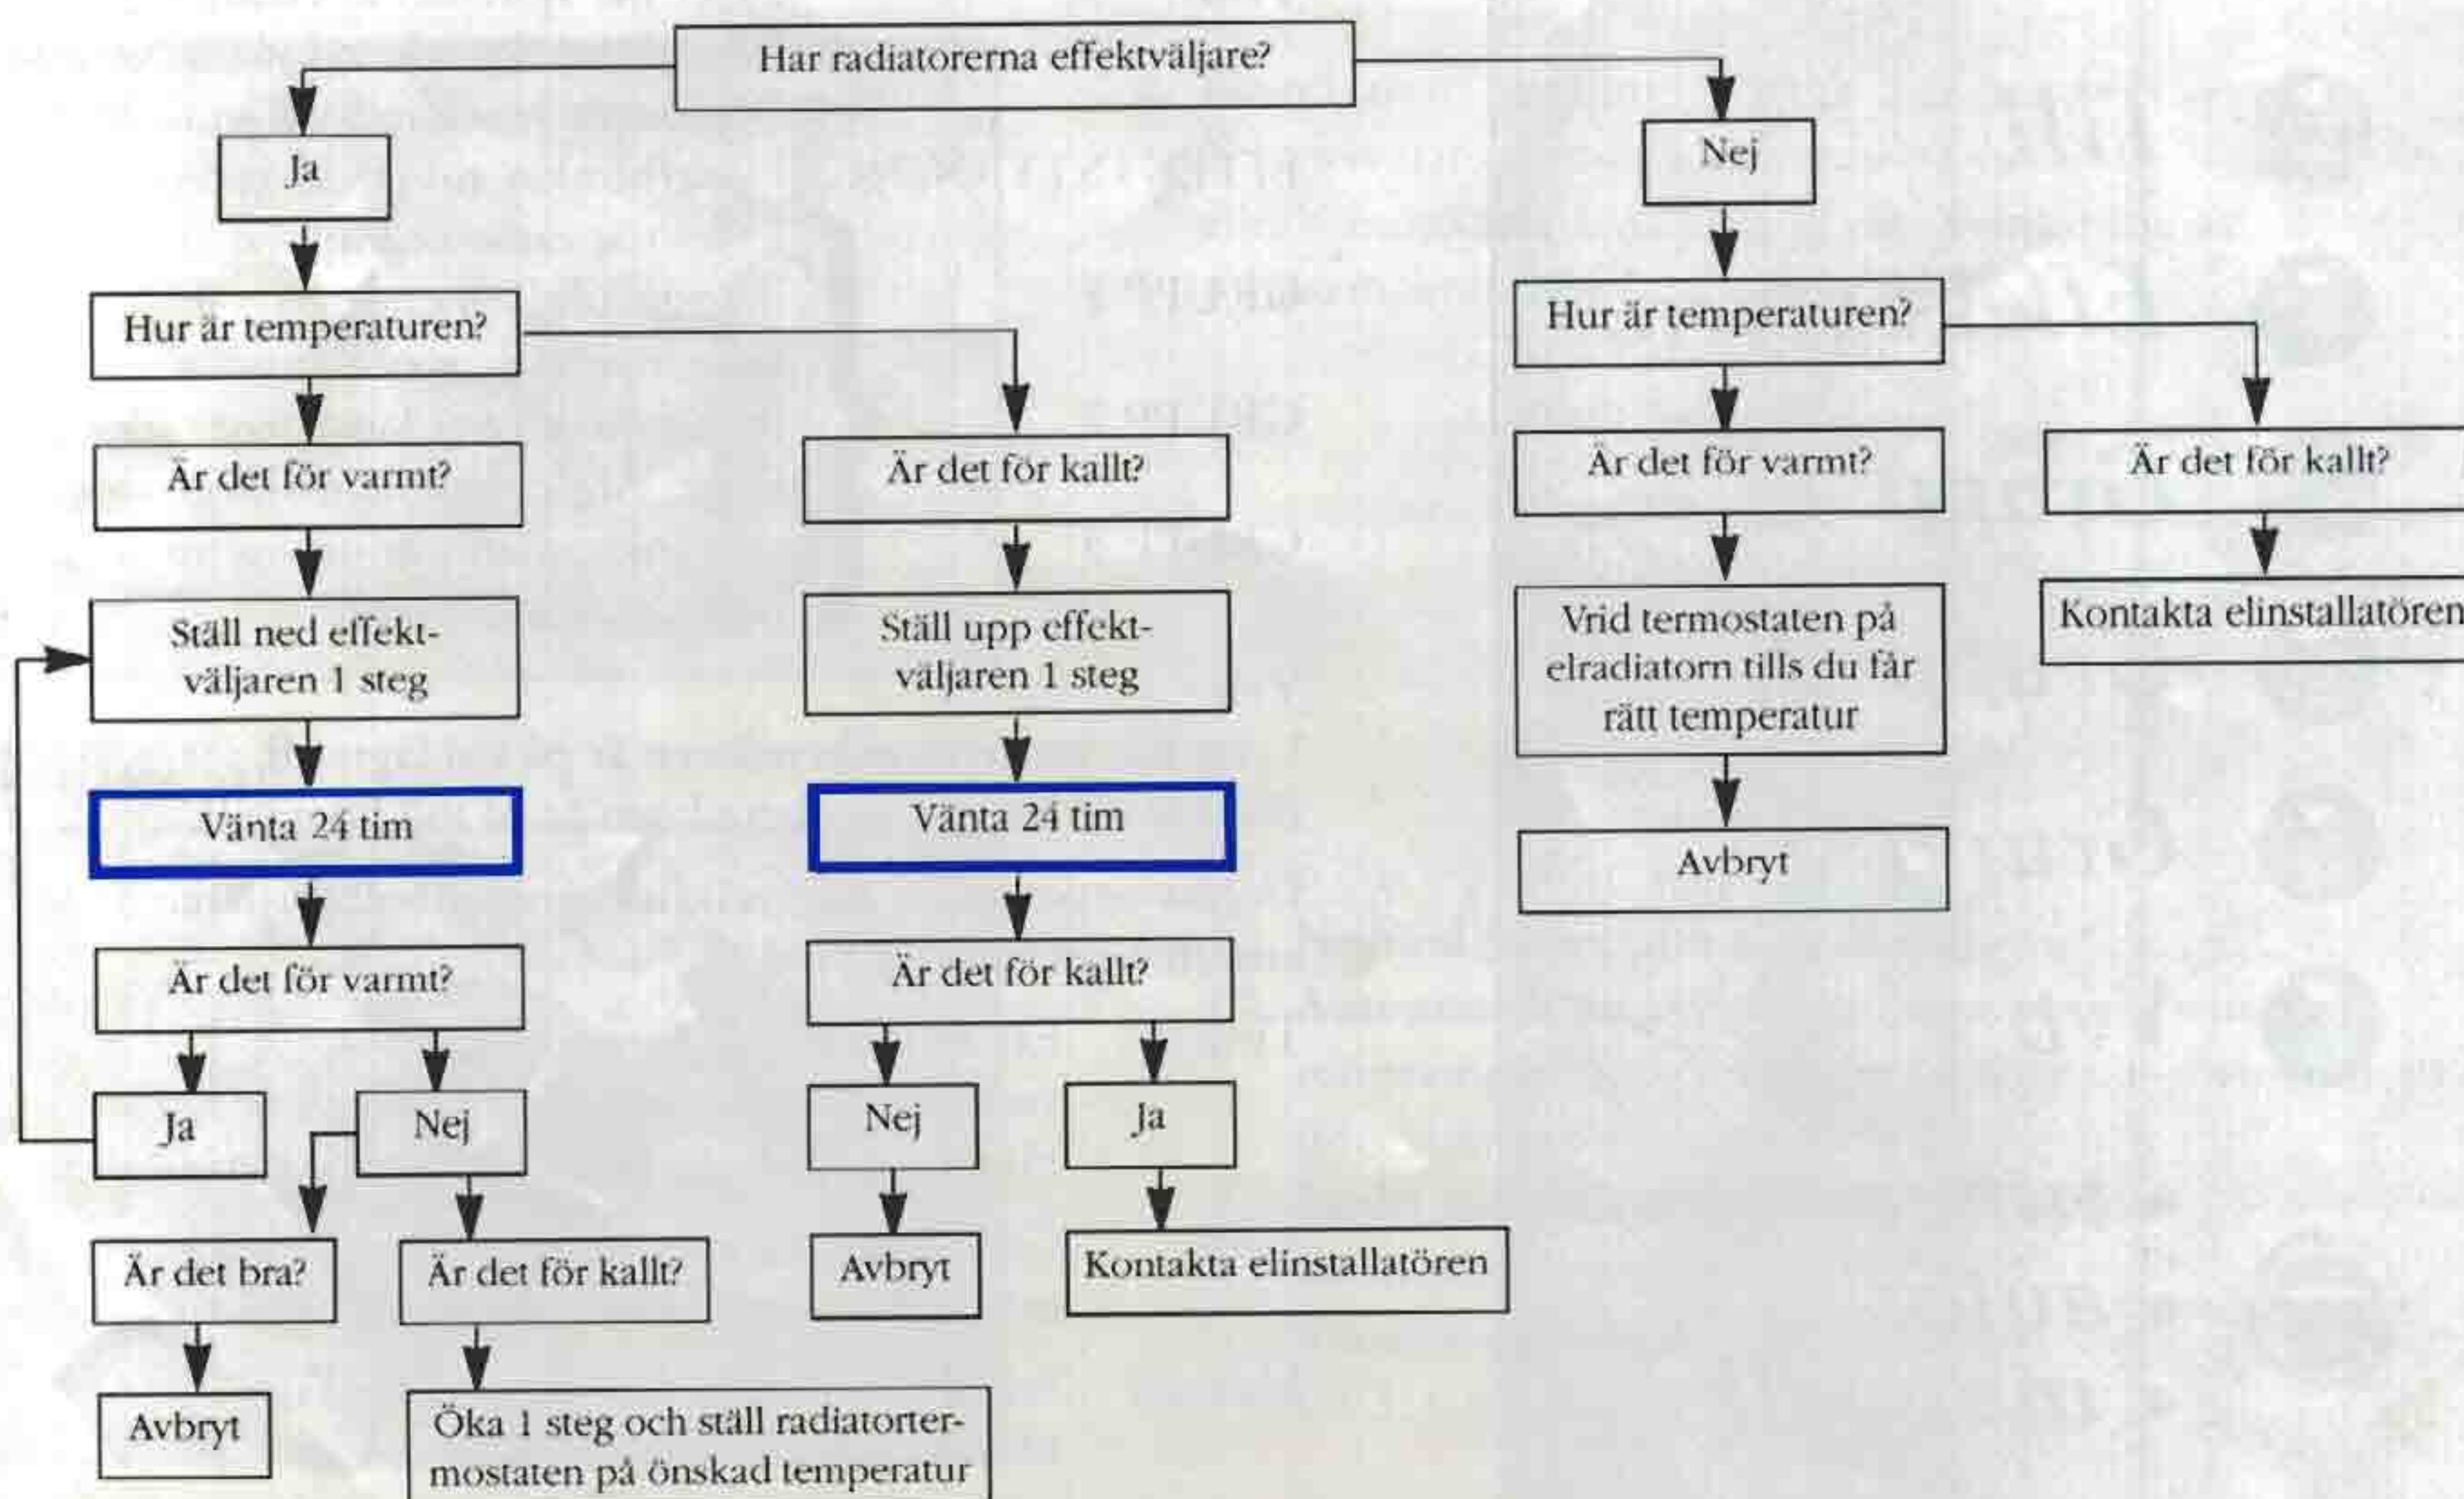 Har radiatorerna effektväljare?
Ja
Nej
Hur är temperaturen?
Hur är temperaturen?
Är det för varmt?
Är det för kallt?
Är det för varmt?
Är det för kallt?
Ställ ned effekt-
väljaren 1 steg
Ställ upp effekt-
väljaren 1 steg
Vrid termostaten på
elradiatorn tills du får
rätt temperatur
Kontakta elinstallatören
Vänta 24 tim
Vänta 24 tim
Avbryt
Är det för varmt?
Är det för kallt?
Ja
Nej
Nej
Ja
Är det bra?
Är det för kallt?
Avbryt
Kontakta elinstallatören
Avbryt
Öka 1 steg och ställ radiatorter-
mostaten på önskad temperatur